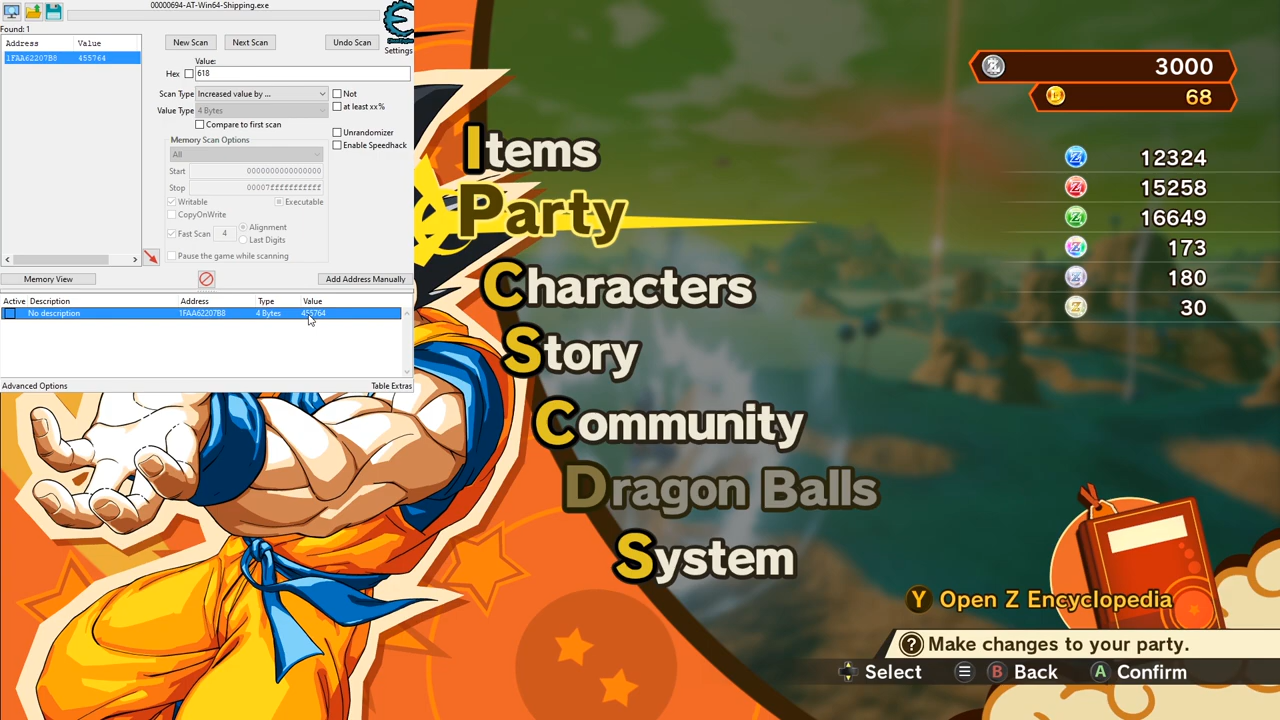 00000694-AT-Win64-Shipping.exe
Found: 1
Address Value
1FAA62207B8 455764
New Scan Next Scan Undo Scan
Settings
Value:
Hex 618
Scan Type Increased value by ... Not
at least xx%
Value Type 4 Bytes
Compare to first scan
Unrandomizer
Enable Speedhack
Memory Scan Options
All
Start 0000000000000000
Stop 00007fffffffffff
Writable Executable
CopyOnWrite
Fast Scan 4 Alignment
Last Digits
Pause the game while scanning
Memory View Add Address Manually
Active Description Address Type Value
No description 1FAA62207B8 4 Bytes 455764
Advanced Options Table Extras
Z 3000
68
Z 12324
Z 15258
Z 16649
Z 173
Z 180
Z 30
Items
Party
Characters
Story
Community
Dragon Balls
System
Y Open Z Encyclopedia
? Make changes to your party.
Select B Back A Confirm